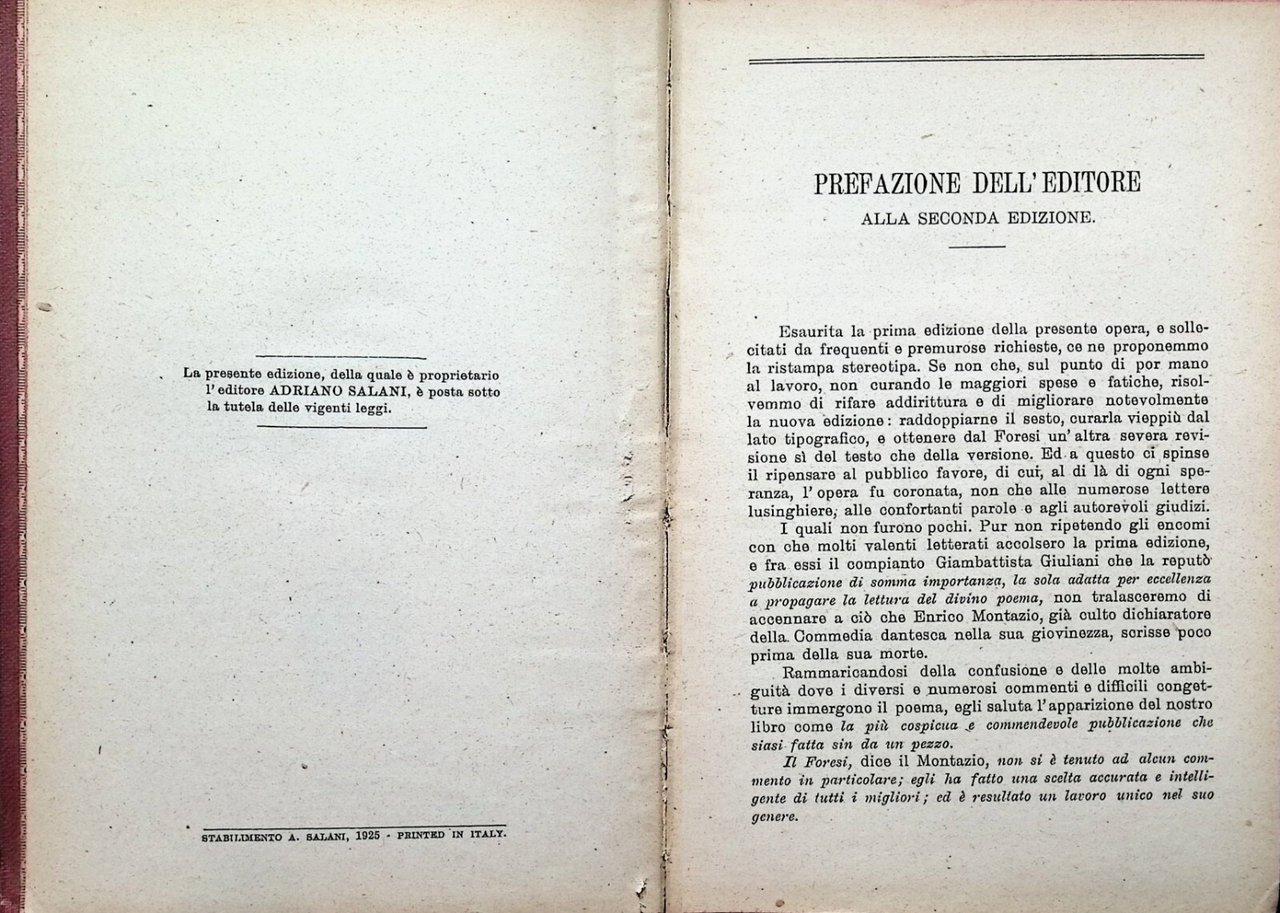 La presente edizione, della quale è proprietario
l'editore ADRIANO SALANI, è posta sotto
la tutela delle vigenti leggi.
STABILIMENTO A. SALANI, 1925 - PRINTED IN ITALY.
PREFAZIONE DELL'EDITORE
ALLA SECONDA EDIZIONE.
Esaurita la prima edizione della presente opera, e solle-
citati da frequenti e premurose richieste, ce ne proponemmo
la ristampa stereotipa. Se non che, sul punto di por mano
al lavoro, non curando le maggiori spese e fatiche, risol-
vemmo di rifare addirittura e di migliorare notevolmente
la nuova edizione: raddoppiarne il sesto, curarla vieppiù dal
lato tipografico, e ottenere dal Foresi un'altra severa revi-
sione sì del testo che della versione. Ed a questo ci spinse
il ripensare al pubblico favore, di cui, al di là di ogni spe-
ranza, l'opera fu coronata, non che alle numerose lettere
lusinghiere, alle confortanti parole e agli autorevoli giudizi.
I quali non furono pochi. Pur non ripetendo gli encomi
con che molti valenti letterati accolsero la prima edizione,
e fra essi il compianto Giambattista Giuliani che la reputò
pubblicazione di somma importanza, la sola adatta per eccellenza
a propagare la lettura del divino poema, non tralasceremo di
accennare a ciò che Enrico Montazio, già culto dichiaratore
della Commedia dantesca nella sua giovinezza, scrisse poco
prima della sua morte.
Rammaricandosi della confusione e delle molte ambi-
guità dove i diversi e numerosi commenti e difficili conget-
ture immergono il poema, egli saluta l'apparizione del nostro
libro come la più cospicua e commendevole pubblicazione che
siasi fatta sin da un pezzo.
Il Foresi, dice il Montazio, non si è tenuto ad alcun com-
mento in particolare; egli ha fatto una scelta accurata e intelli-
gente di tutti i migliori; ed è resultato un lavoro unico nel suo
genere.